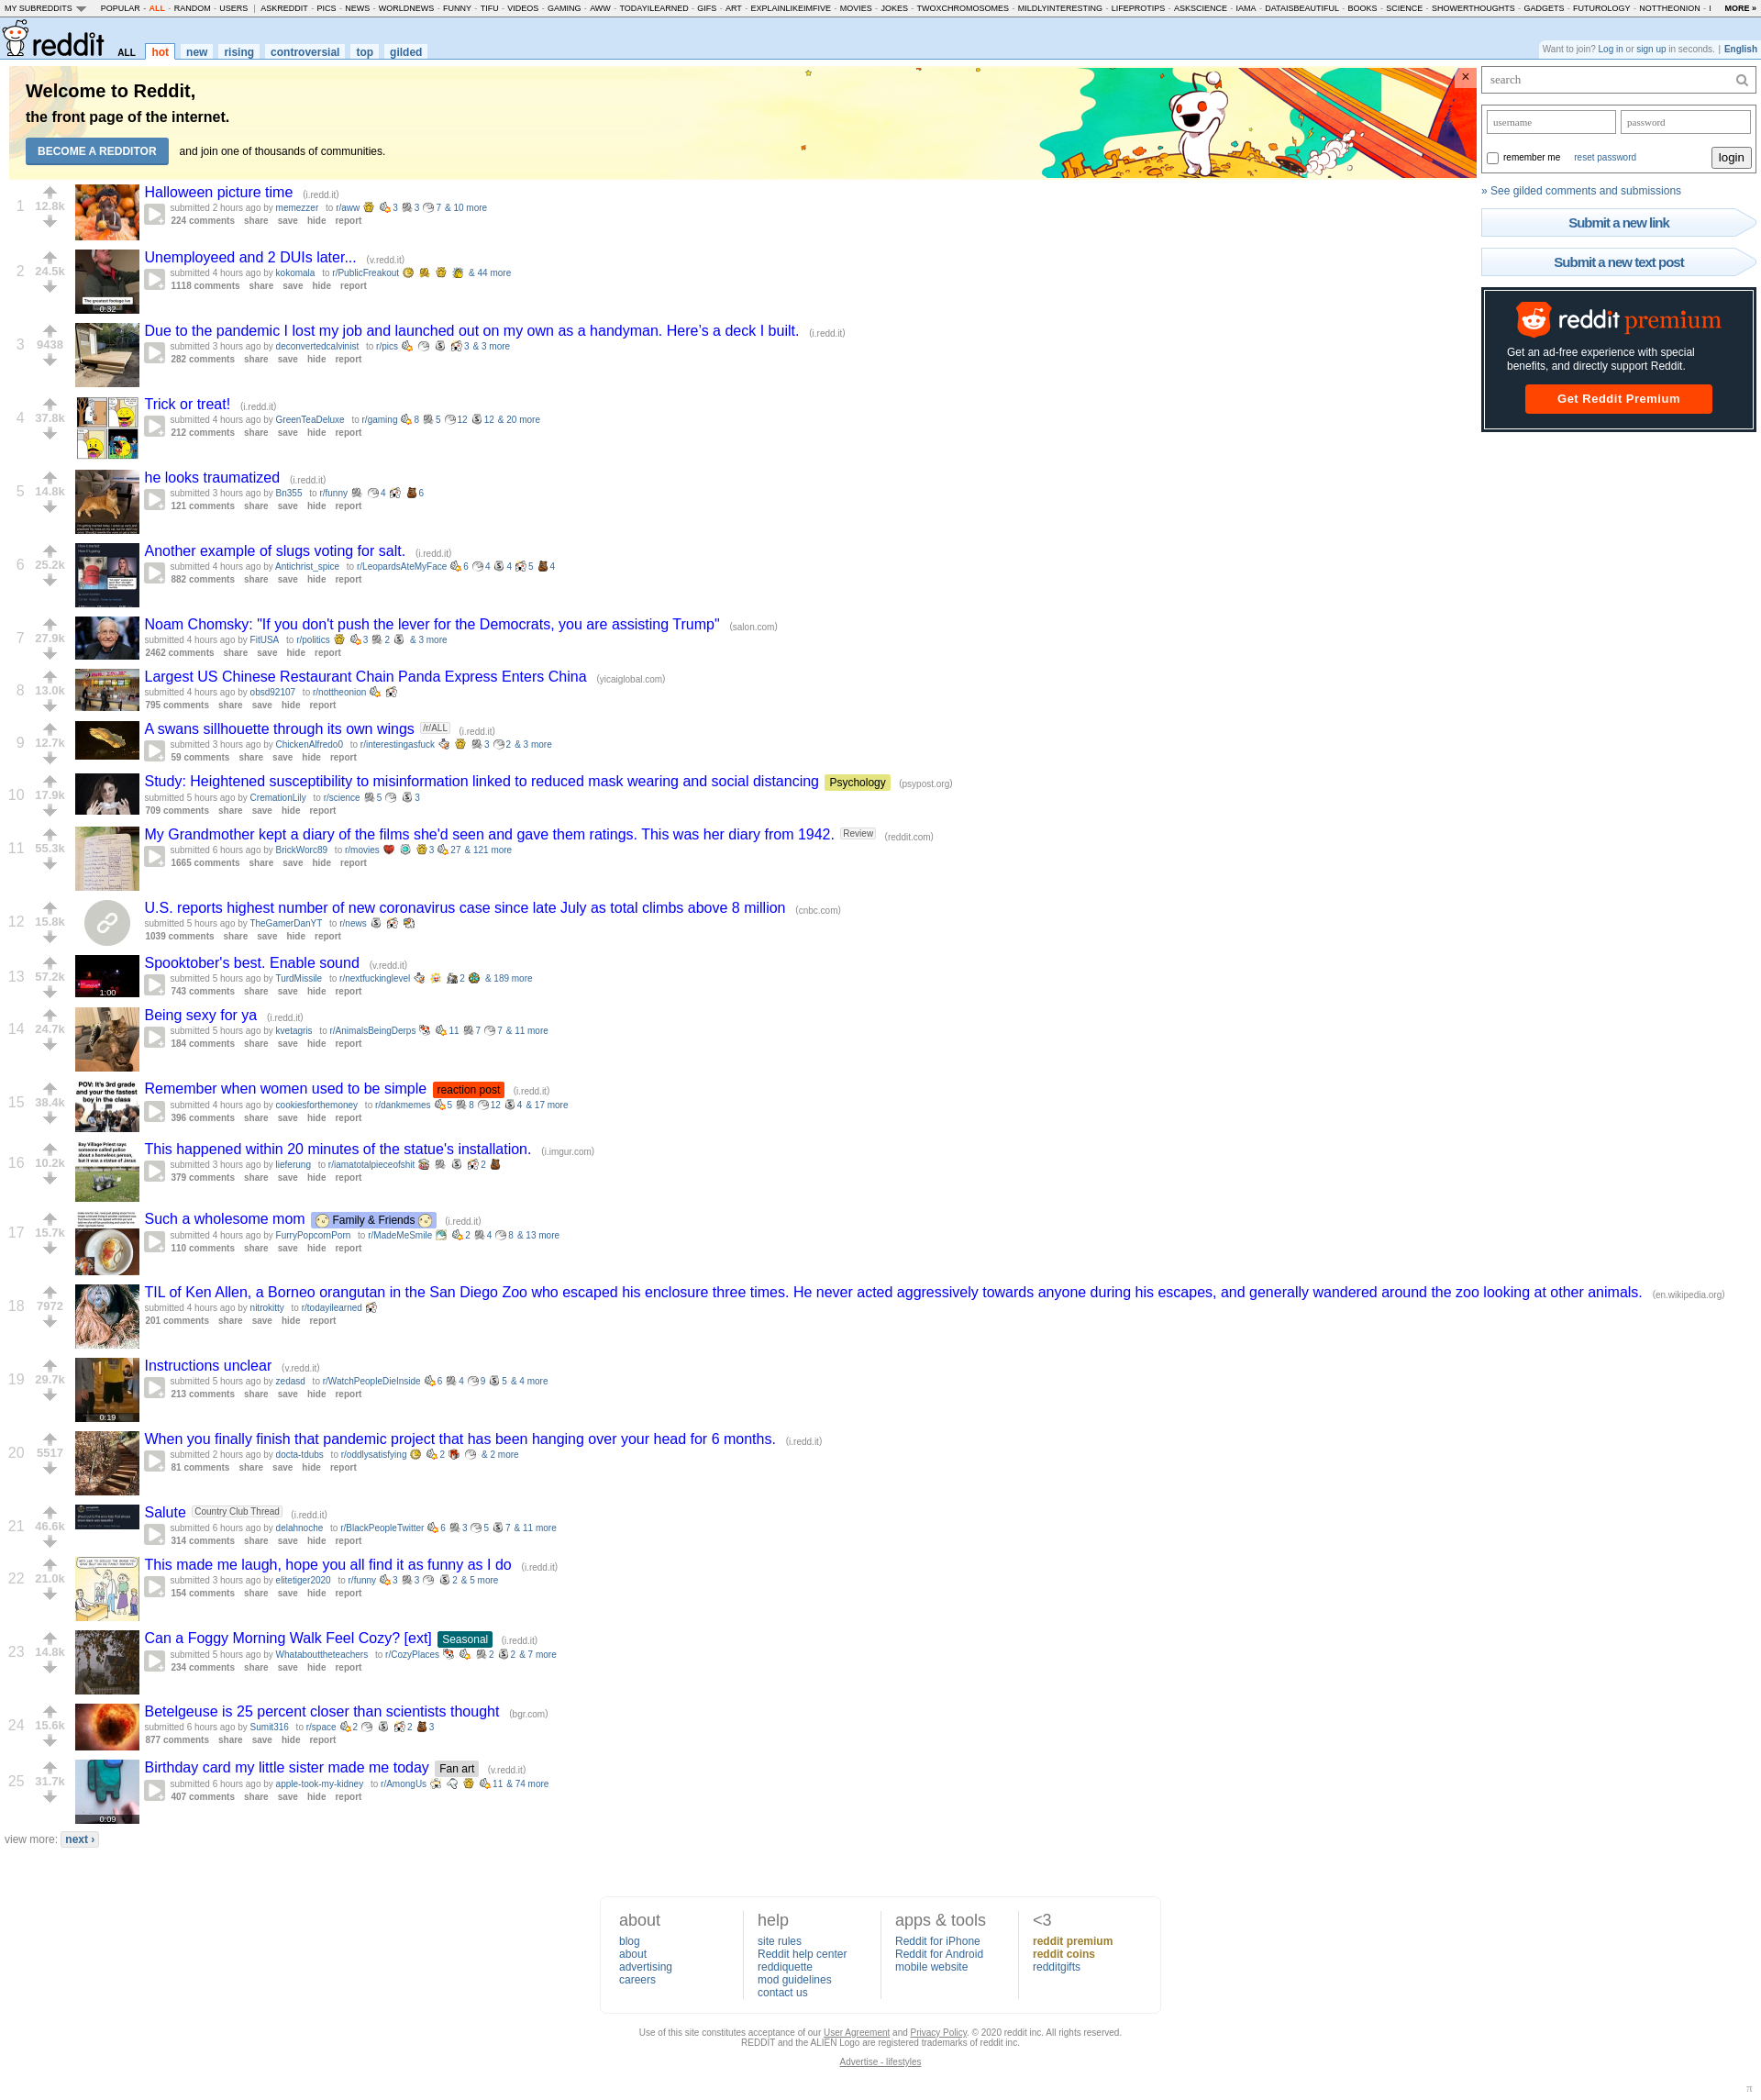 MY SUBREDDITS POPULAR - ALL - RANDOM - USERS | ASKREDDIT - PICS - NEWS - WORLDNEWS - FUNNY - TIFU - VIDEOS - GAMING - AWW - TODAYILEARNED - GIFS - ART - EXPLAINLIKEIMFIVE - MOVIES - JOKES - TWOXCHROMOSOMES - MILDLYINTERESTING - LIFEPROTIPS - ASKSCIENCE - IAMA - DATAISBEAUTIFUL - BOOKS - SCIENCE - SHOWERTHOUGHTS - GADGETS - FUTUROLOGY - NOTTHEONION - I MORE »
reddit ALL hot new rising controversial top gilded
Want to join? Log in or sign up in seconds. | English
Welcome to Reddit,
the front page of the internet.
BECOME A REDDITOR and join one of thousands of communities.
×
search
username password
remember me reset password login
» See gilded comments and submissions
Submit a new link
Submit a new text post
reddit premium
Get an ad-free experience with special
benefits, and directly support Reddit.
Get Reddit Premium
1 12.8k Halloween picture time (i.redd.it)
submitted 2 hours ago by memezzer to r/aww 3 3 7 & 10 more
224 comments share save hide report
2 24.5k Unemployeed and 2 DUIs later... (v.redd.it)
submitted 4 hours ago by kokomala to r/PublicFreakout & 44 more
1118 comments share save hide report
0:32
3 9438 Due to the pandemic I lost my job and launched out on my own as a handyman. Here's a deck I built. (i.redd.it)
submitted 3 hours ago by deconvertedcalvinist to r/pics 3 & 3 more
282 comments share save hide report
4 37.8k Trick or treat! (i.redd.it)
submitted 4 hours ago by GreenTeaDeluxe to r/gaming 8 5 12 12 & 20 more
212 comments share save hide report
5 14.8k he looks traumatized (i.redd.it)
submitted 3 hours ago by Bn355 to r/funny 4 6
121 comments share save hide report
6 25.2k Another example of slugs voting for salt. (i.redd.it)
submitted 4 hours ago by Antichrist_spice to r/LeopardsAteMyFace 6 4 4 5 4
882 comments share save hide report
7 27.9k Noam Chomsky: "If you don't push the lever for the Democrats, you are assisting Trump" (salon.com)
submitted 4 hours ago by FitUSA to r/politics 3 2 & 3 more
2462 comments share save hide report
8 13.0k Largest US Chinese Restaurant Chain Panda Express Enters China (yicaiglobal.com)
submitted 4 hours ago by obsd92107 to r/nottheonion
795 comments share save hide report
9 12.7k A swans sillhouette through its own wings /r/ALL (i.redd.it)
submitted 3 hours ago by ChickenAlfredo0 to r/interestingasfuck 3 2 & 3 more
59 comments share save hide report
10 17.9k Study: Heightened susceptibility to misinformation linked to reduced mask wearing and social distancing Psychology (psypost.org)
submitted 5 hours ago by CremationLily to r/science 5 3
709 comments share save hide report
11 55.3k My Grandmother kept a diary of the films she'd seen and gave them ratings. This was her diary from 1942. Review (reddit.com)
submitted 6 hours ago by BrickWorc89 to r/movies 3 27 & 121 more
1665 comments share save hide report
12 15.8k U.S. reports highest number of new coronavirus case since late July as total climbs above 8 million (cnbc.com)
submitted 5 hours ago by TheGamerDanYT to r/news
1039 comments share save hide report
13 57.2k Spooktober's best. Enable sound (v.redd.it)
submitted 5 hours ago by TurdMissile to r/nextfuckinglevel 2 & 189 more
743 comments share save hide report
1:00
14 24.7k Being sexy for ya (i.redd.it)
submitted 5 hours ago by kvetagris to r/AnimalsBeingDerps 11 7 7 & 11 more
184 comments share save hide report
POV: It's 3rd grade
and your the fastest
boy in the class
15 38.4k Remember when women used to be simple reaction post (i.redd.it)
submitted 4 hours ago by cookiesforthemoney to r/dankmemes 5 8 12 4 & 17 more
396 comments share save hide report
Bay Village Priest says
someone called police
about a homeless person,
but it was a statue of Jesus
16 10.2k This happened within 20 minutes of the statue's installation. (i.imgur.com)
submitted 3 hours ago by lieferung to r/iamatotalpieceofshit 2
379 comments share save hide report
17 15.7k Such a wholesome mom Family & Friends (i.redd.it)
submitted 4 hours ago by FurryPopcornPorn to r/MadeMeSmile 2 4 8 & 13 more
110 comments share save hide report
18 7972 TIL of Ken Allen, a Borneo orangutan in the San Diego Zoo who escaped his enclosure three times. He never acted aggressively towards anyone during his escapes, and generally wandered around the zoo looking at other animals. (en.wikipedia.org)
submitted 4 hours ago by nitrokitty to r/todayilearned
201 comments share save hide report
19 29.7k Instructions unclear (v.redd.it)
submitted 5 hours ago by zedasd to r/WatchPeopleDieInside 6 4 9 5 & 4 more
213 comments share save hide report
0:19
20 5517 When you finally finish that pandemic project that has been hanging over your head for 6 months. (i.redd.it)
submitted 2 hours ago by docta-tdubs to r/oddlysatisfying 2 & 2 more
81 comments share save hide report
21 46.6k Salute Country Club Thread (i.redd.it)
submitted 6 hours ago by delahnoche to r/BlackPeopleTwitter 6 3 5 7 & 11 more
314 comments share save hide report
22 21.0k This made me laugh, hope you all find it as funny as I do (i.redd.it)
submitted 3 hours ago by elitetiger2020 to r/funny 3 3 2 & 5 more
154 comments share save hide report
23 14.8k Can a Foggy Morning Walk Feel Cozy? [ext] Seasonal (i.redd.it)
submitted 5 hours ago by Whatabouttheteachers to r/CozyPlaces 2 2 & 7 more
234 comments share save hide report
24 15.6k Betelgeuse is 25 percent closer than scientists thought (bgr.com)
submitted 6 hours ago by Sumit316 to r/space 2 2 3
877 comments share save hide report
25 31.7k Birthday card my little sister made me today Fan art (v.redd.it)
submitted 6 hours ago by apple-took-my-kidney to r/AmongUs 11 & 74 more
407 comments share save hide report
0:09
view more: next ›
about help apps & tools <3
blog site rules Reddit for iPhone reddit premium
about Reddit help center Reddit for Android reddit coins
advertising reddiquette mobile website redditgifts
careers mod guidelines
contact us
Use of this site constitutes acceptance of our User Agreement and Privacy Policy. © 2020 reddit inc. All rights reserved.
REDDIT and the ALIEN Logo are registered trademarks of reddit inc.
Advertise - lifestyles
π